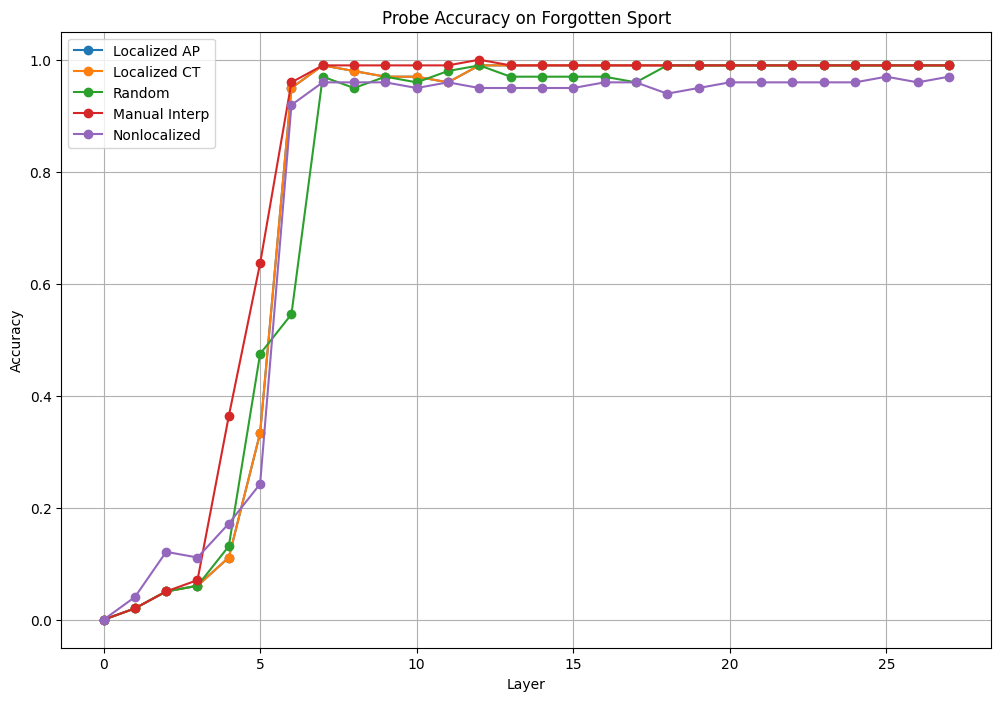 Probe Accuracy on Forgotten Sport
Localized AP
Localized CT
Random
Manual Interp
Nonlocalized
Accuracy
1.0
0.8
0.6
0.4
0.2
0.0
0 5 10 15 20 25
Layer